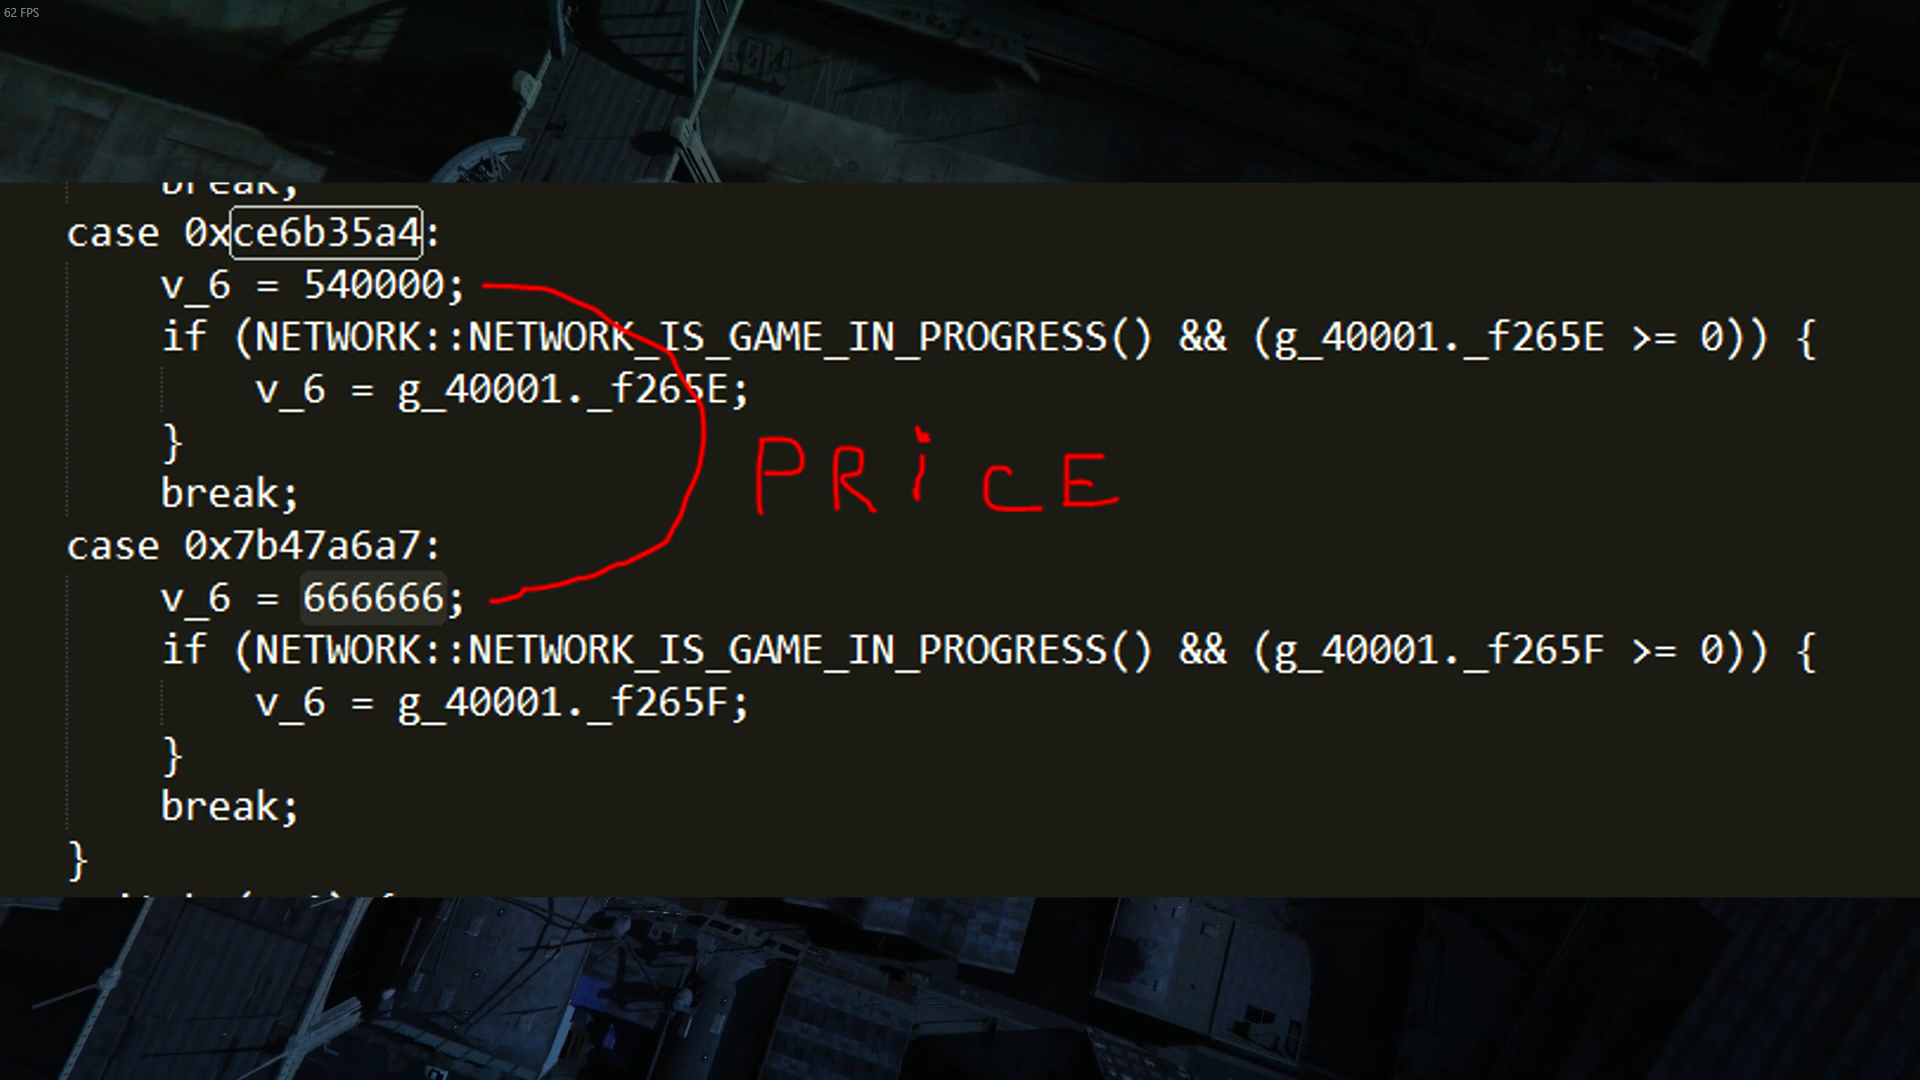 62 FPS
break;
case 0xce6b35a4:
v_6 = 540000;
if (NETWORK::NETWORK_IS_GAME_IN_PROGRESS() && (g_40001._f265E >= 0)) {
v_6 = g_40001._f265E;
}
PRiCE
break;
case 0x7b47a6a7:
v_6 = 666666;
if (NETWORK::NETWORK_IS_GAME_IN_PROGRESS() && (g_40001._f265F >= 0)) {
v_6 = g_40001._f265F;
}
break;
}